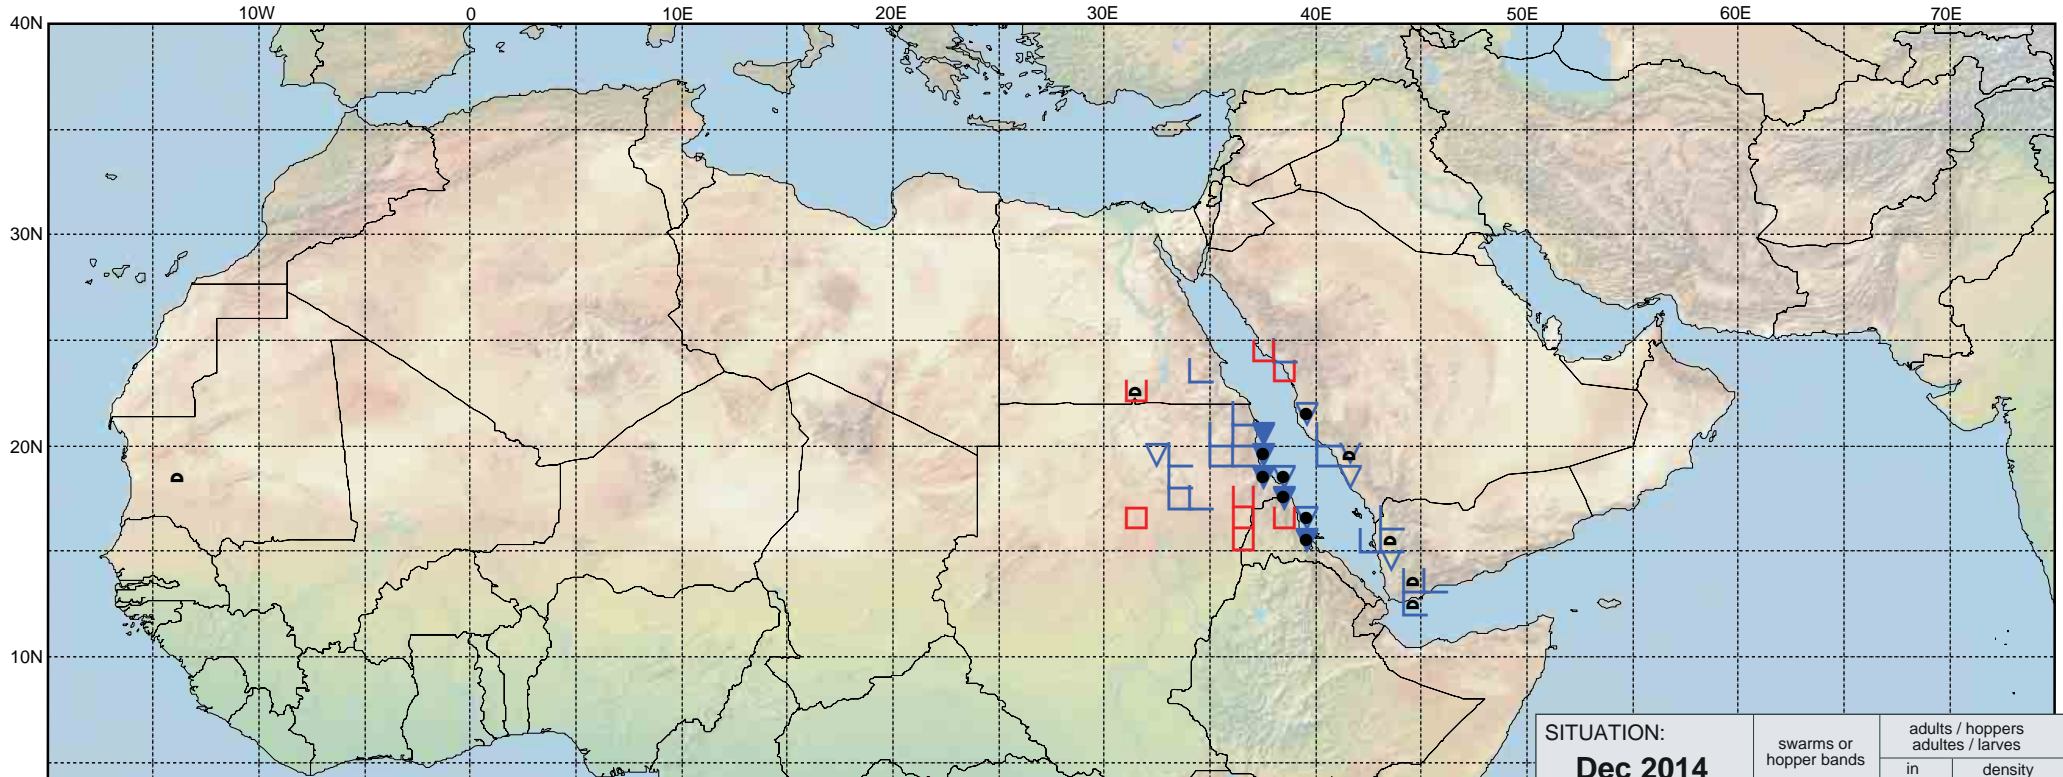 10W 0 10E 20E 30E 40E 50E 60E 70E
40N
30N
20N
10N
D
D
D
D
D
D
SITUATION:
Dec 2014
swarms or
hopper bands
adults / hoppers
adultes / larves
in
density